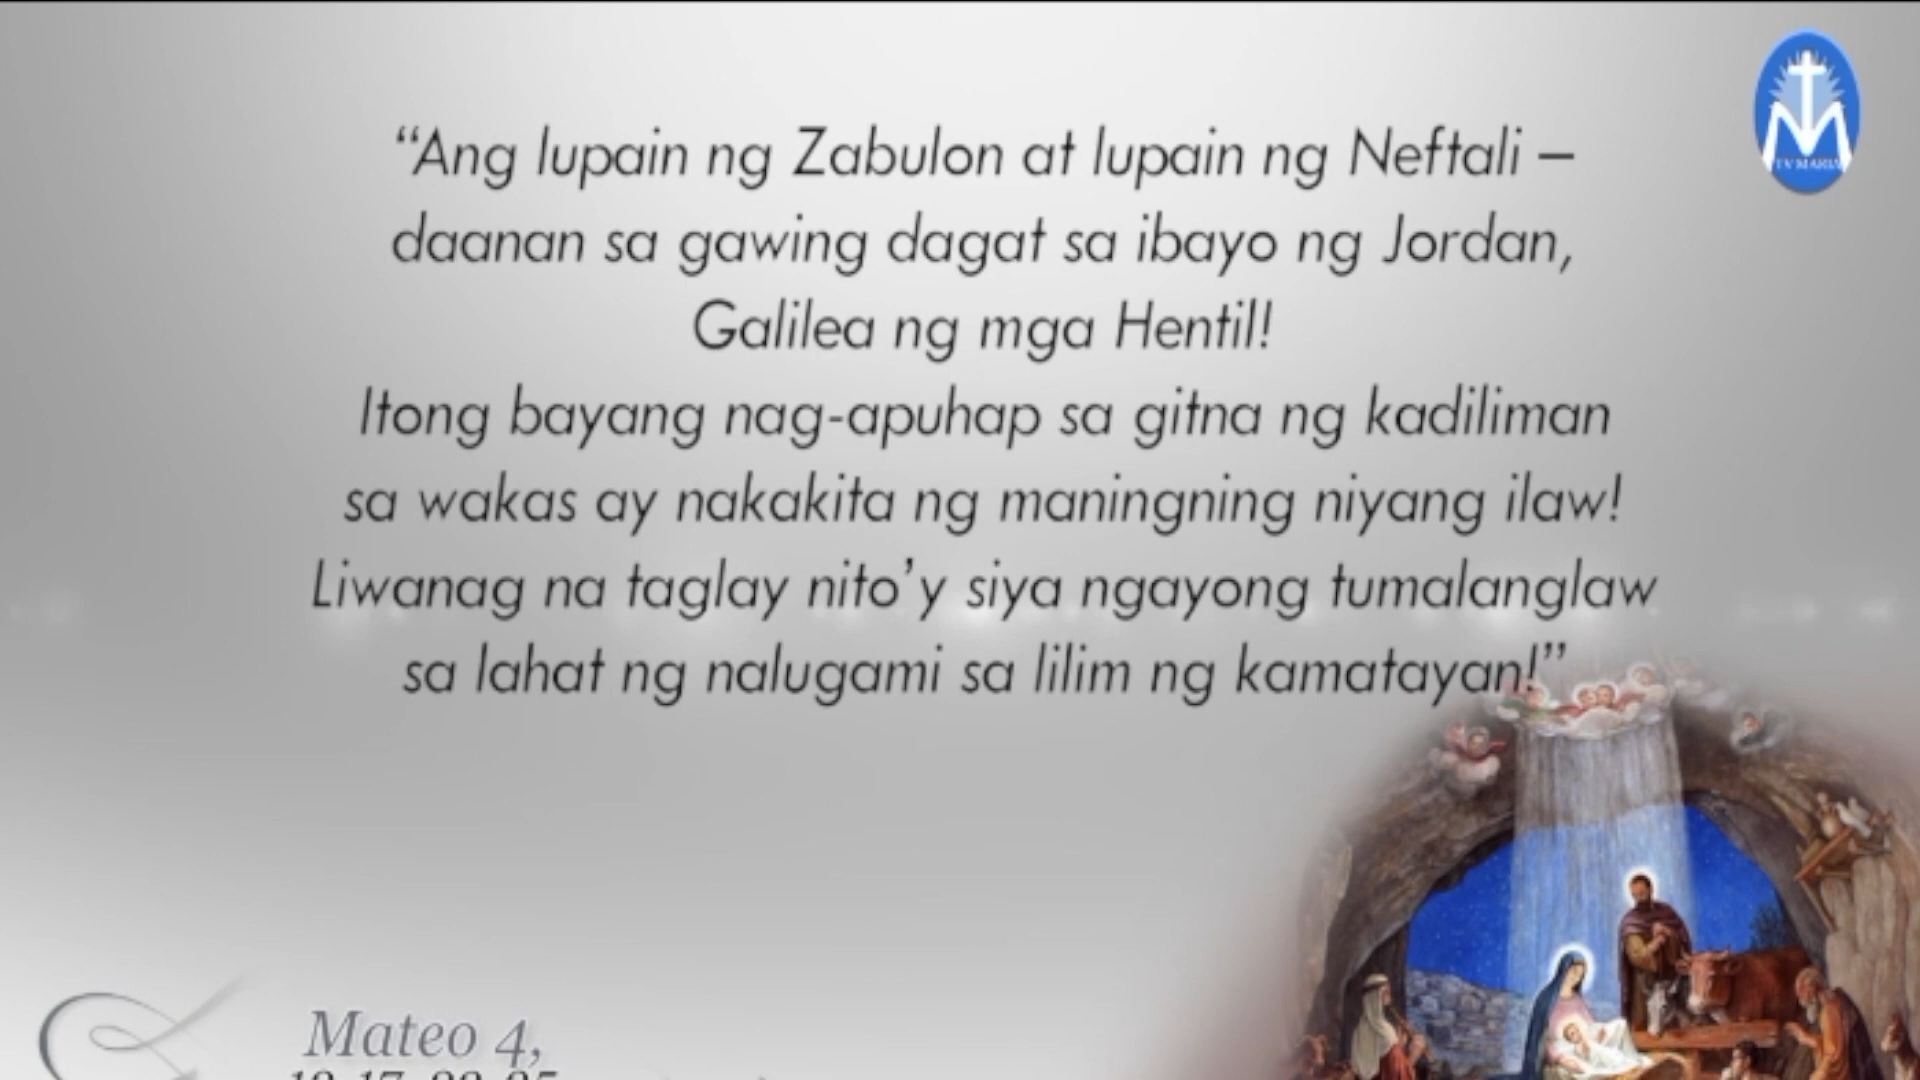 “Ang lupain ng Zabulon at lupain ng Neftali –
daanan sa gawing dagat sa ibayo ng Jordan,
Galilea ng mga Hentil!
Itong bayang nag-apuhap sa gitna ng kadiliman
sa wakas ay nakakita ng maningning niyang ilaw!
Liwanag na taglay nito’y siya ngayong tumalanglaw
sa lahat ng nalugami sa lilim ng kamatayan!”
TV MARIA
Mateo 4,